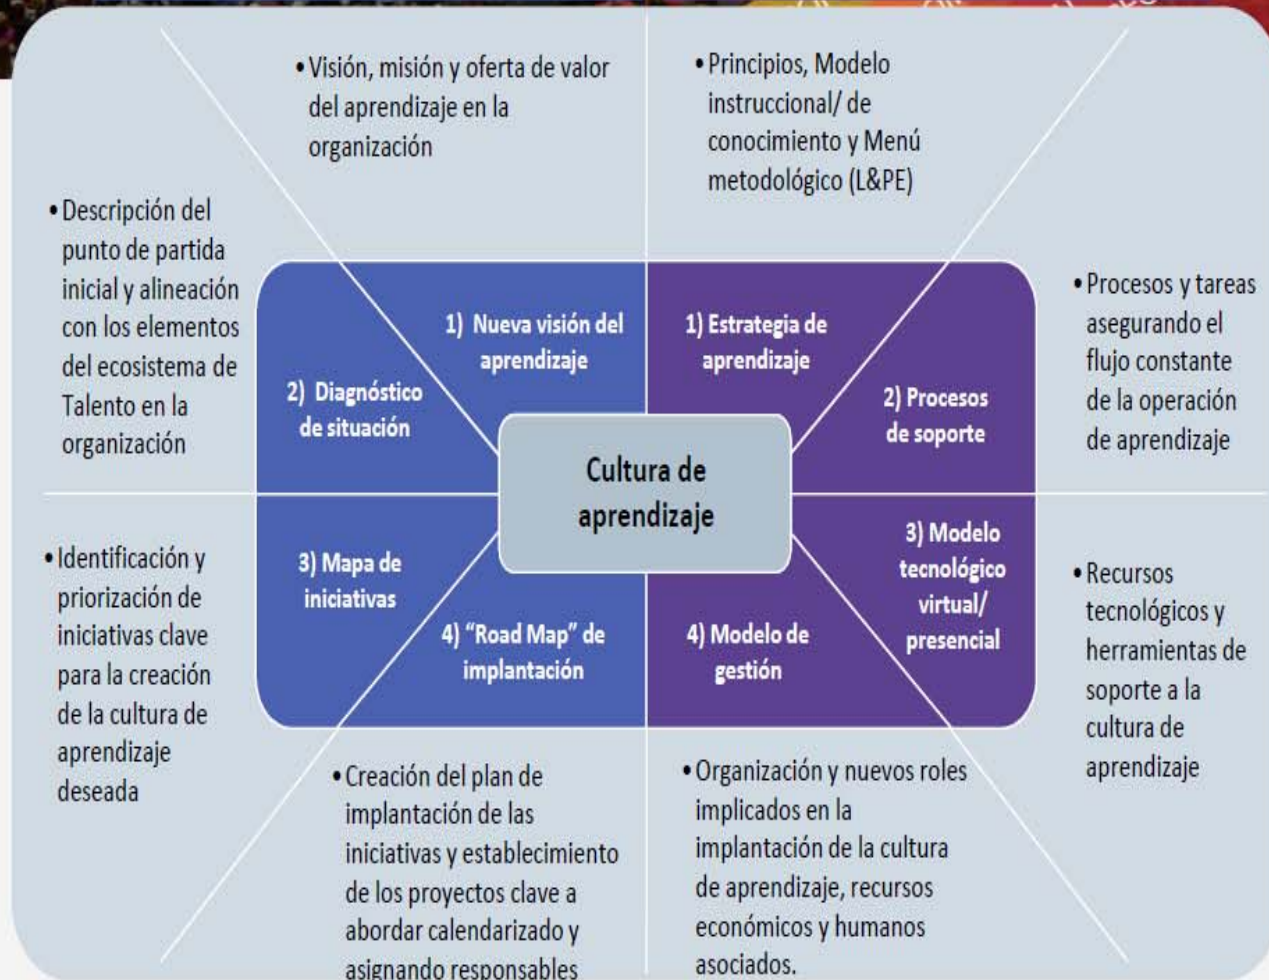 • Visión, misión y oferta de valor
del aprendizaje en la
organización
• Principios, Modelo
instruccional/ de
conocimiento y Menú
metodológico (L&PE)
• Descripción del
punto de partida
inicial y alineación
con los elementos
del ecosistema de
Talento en la
organización
1) Nueva visión del
aprendizaje
2) Diagnóstico
de situación
1) Estrategia de
aprendizaje
2) Procesos
de soporte
• Procesos y tareas
asegurando el
flujo constante
de la operación
de aprendizaje
Cultura de
aprendizaje
• Identificación y
priorización de
iniciativas clave
para la creación
de la cultura de
aprendizaje
deseada
3) Mapa de
iniciativas
4) “Road Map” de
implantación
3) Modelo
tecnológico
virtual/
presencial
4) Modelo de
gestión
• Recursos
tecnológicos y
herramientas de
soporte a la
cultura de
aprendizaje
• Creación del plan de
implantación de las
iniciativas y establecimiento
de los proyectos clave a
abordar calendarizado y
asignando responsables
• Organización y nuevos roles
implicados en la
implantación de la cultura
de aprendizaje, recursos
económicos y humanos
asociados.